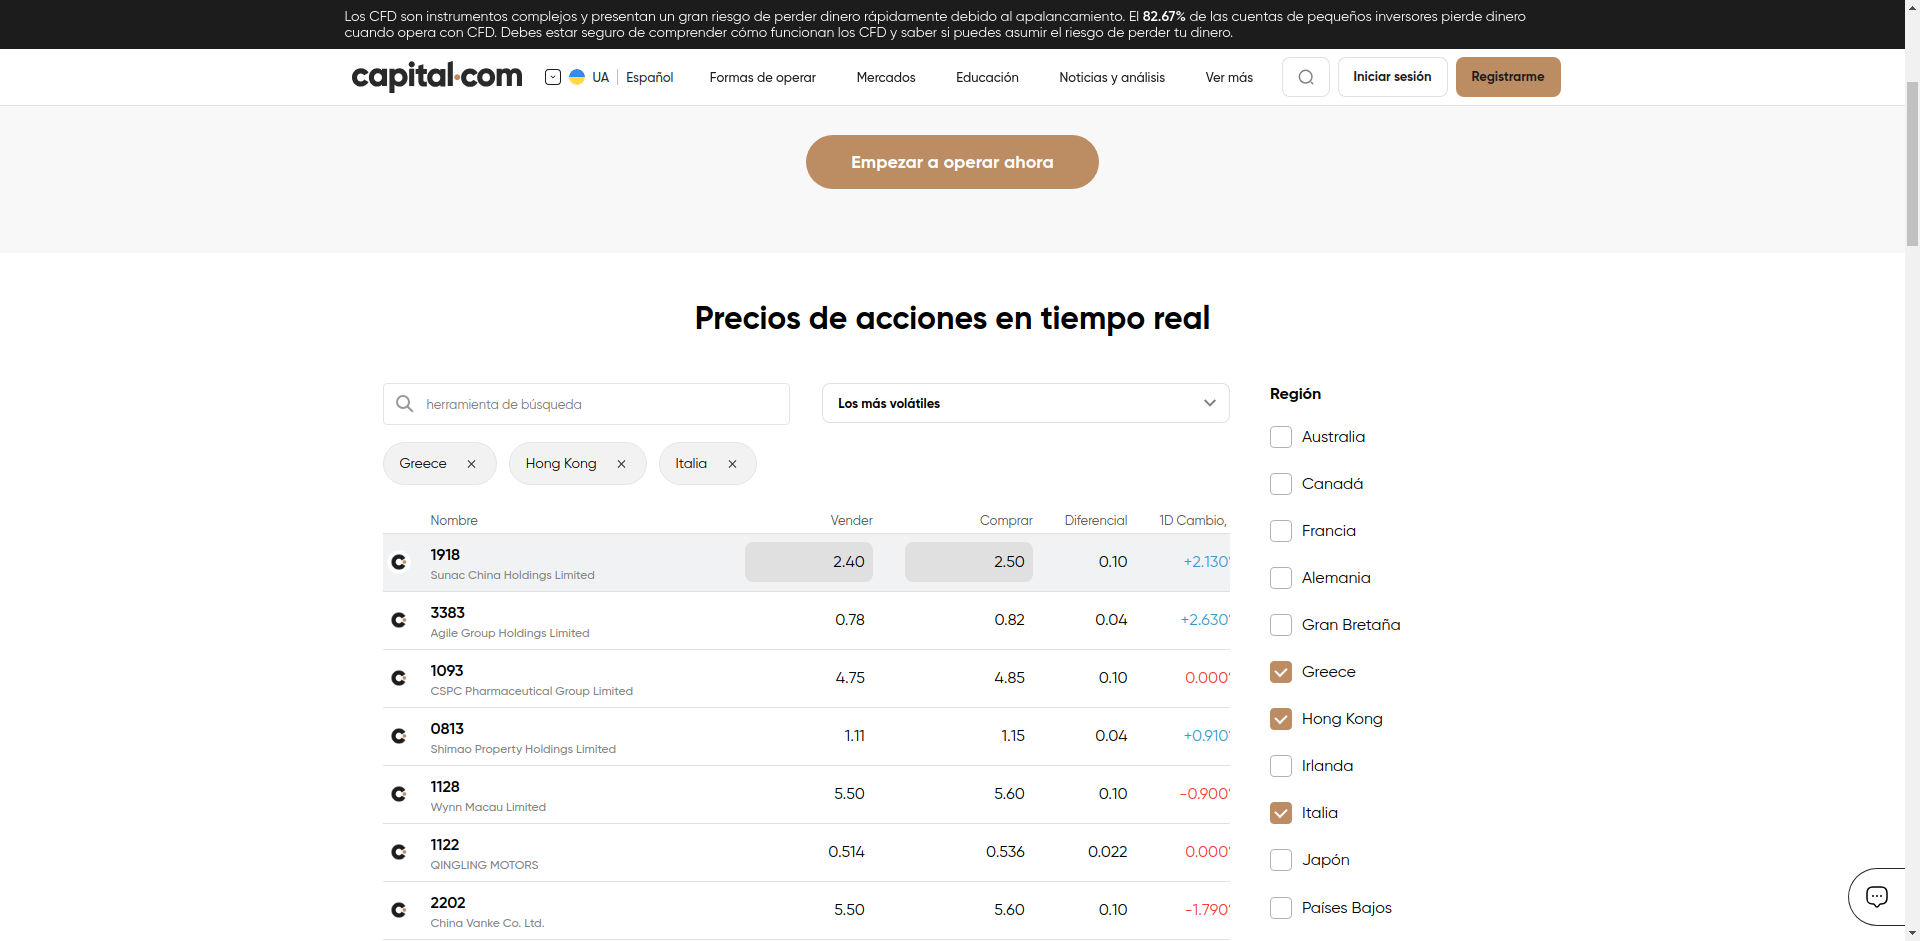 Los CFD son instrumentos complejos y presentan un gran riesgo de perder dinero rápidamente debido al apalancamiento. El 82.67% de las cuentas de pequeños inversores pierde dinero
cuando opera con CFD. Debes estar seguro de comprender cómo funcionan los CFD y saber si puedes asumir el riesgo de perder tu dinero.
capital.com UA Español Formas de operar Mercados Educación Noticias y análisis Ver más Iniciar sesión Registrarme
Empezar a operar ahora
Precios de acciones en tiempo real
herramienta de búsqueda
Los más volátiles
Greece Hong Kong Italia
Nombre Vender Comprar Diferencial 1D Cambio,
1918 2.40 2.50 0.10 +2.130
Sunac China Holdings Limited
3383 0.78 0.82 0.04 +2.630
Agile Group Holdings Limited
1093 4.75 4.85 0.10 0.000
CSPC Pharmaceutical Group Limited
0813 1.11 1.15 0.04 +0.910
Shimao Property Holdings Limited
1128 5.50 5.60 0.10 -0.900
Wynn Macau Limited
1122 0.514 0.536 0.022 0.000
QINGLING MOTORS
2202 5.50 5.60 0.10 -1.790
China Vanke Co. Ltd.
Región
Australia
Canadá
Francia
Alemania
Gran Bretaña
Greece
Hong Kong
Irlanda
Italia
Japón
Países Bajos